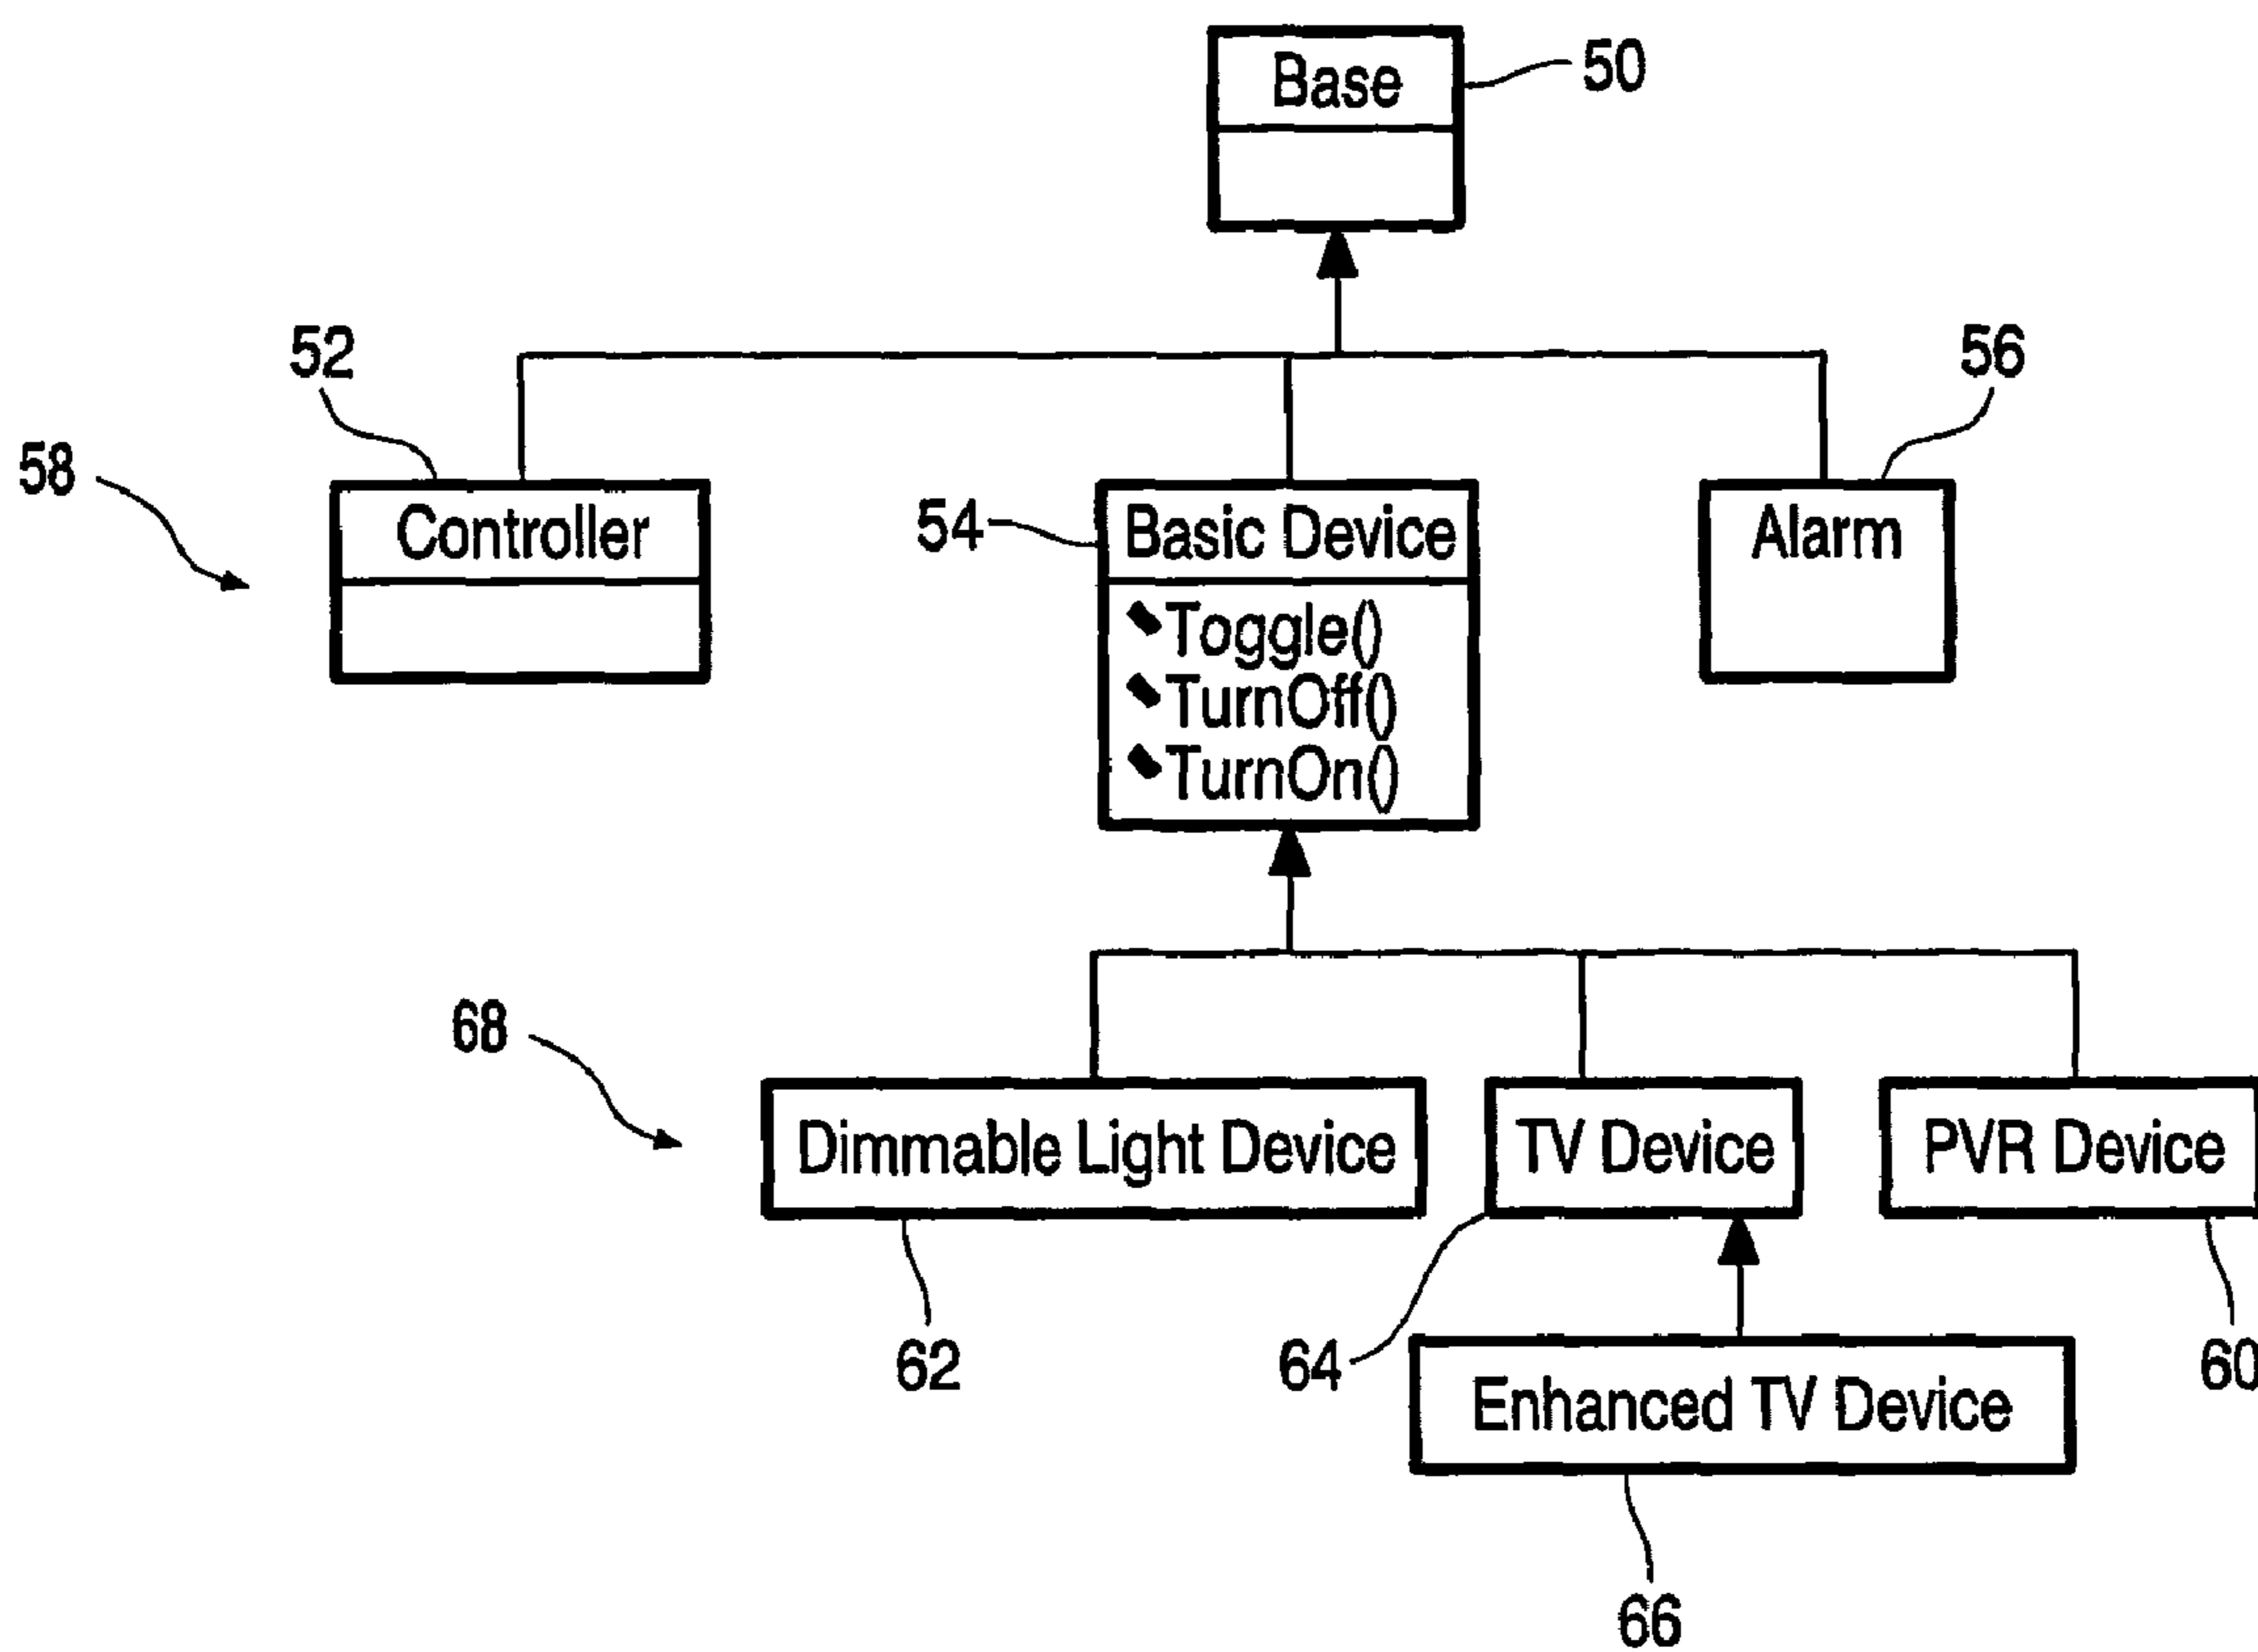 Base
50
52
56
58
Controller
54
Basic Device
Alarm
Toggle()
TurnOff()
TurnOn()
68
Dimmable Light Device
TV Device
PVR Device
62
64
60
Enhanced TV Device
66